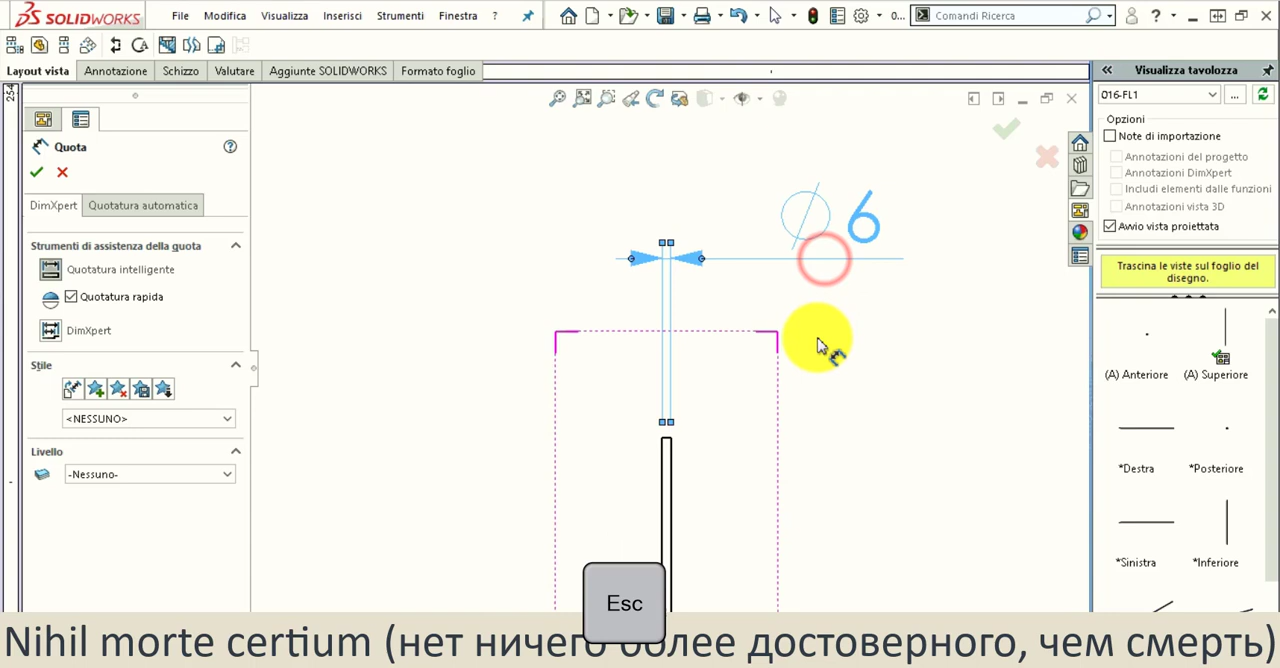 SOLIDWORKS File Modifica Visualizza Inserisci Strumenti Finestra ? 0... Comandi Ricerca ?
Layout vista Annotazione Schizzo Valutare Aggiunte SOLIDWORKS Formato foglio
254
Visualizza tavolozza
016-FL1 ...
Opzioni
Note di importazione
Annotazioni del progetto
Annotazioni DimXpert
Includi elementi dalle funzioni
Annotazioni vista 3D
Avvio vista proiettata
Trascina le viste sul foglio del
disegno.
(A) Anteriore (A) Superiore
*Destra *Posteriore
*Sinistra *Inferiore
Quota ?
DimXpert Quotatura automatica
Strumenti di assistenza della quota
Quotatura intelligente
Quotatura rapida
DimXpert
Stile
<NESSUNO>
Livello
-Nessuno-
∅6
Esc
Nihil morte certium (нет ничего более достоверного, чем смерть)